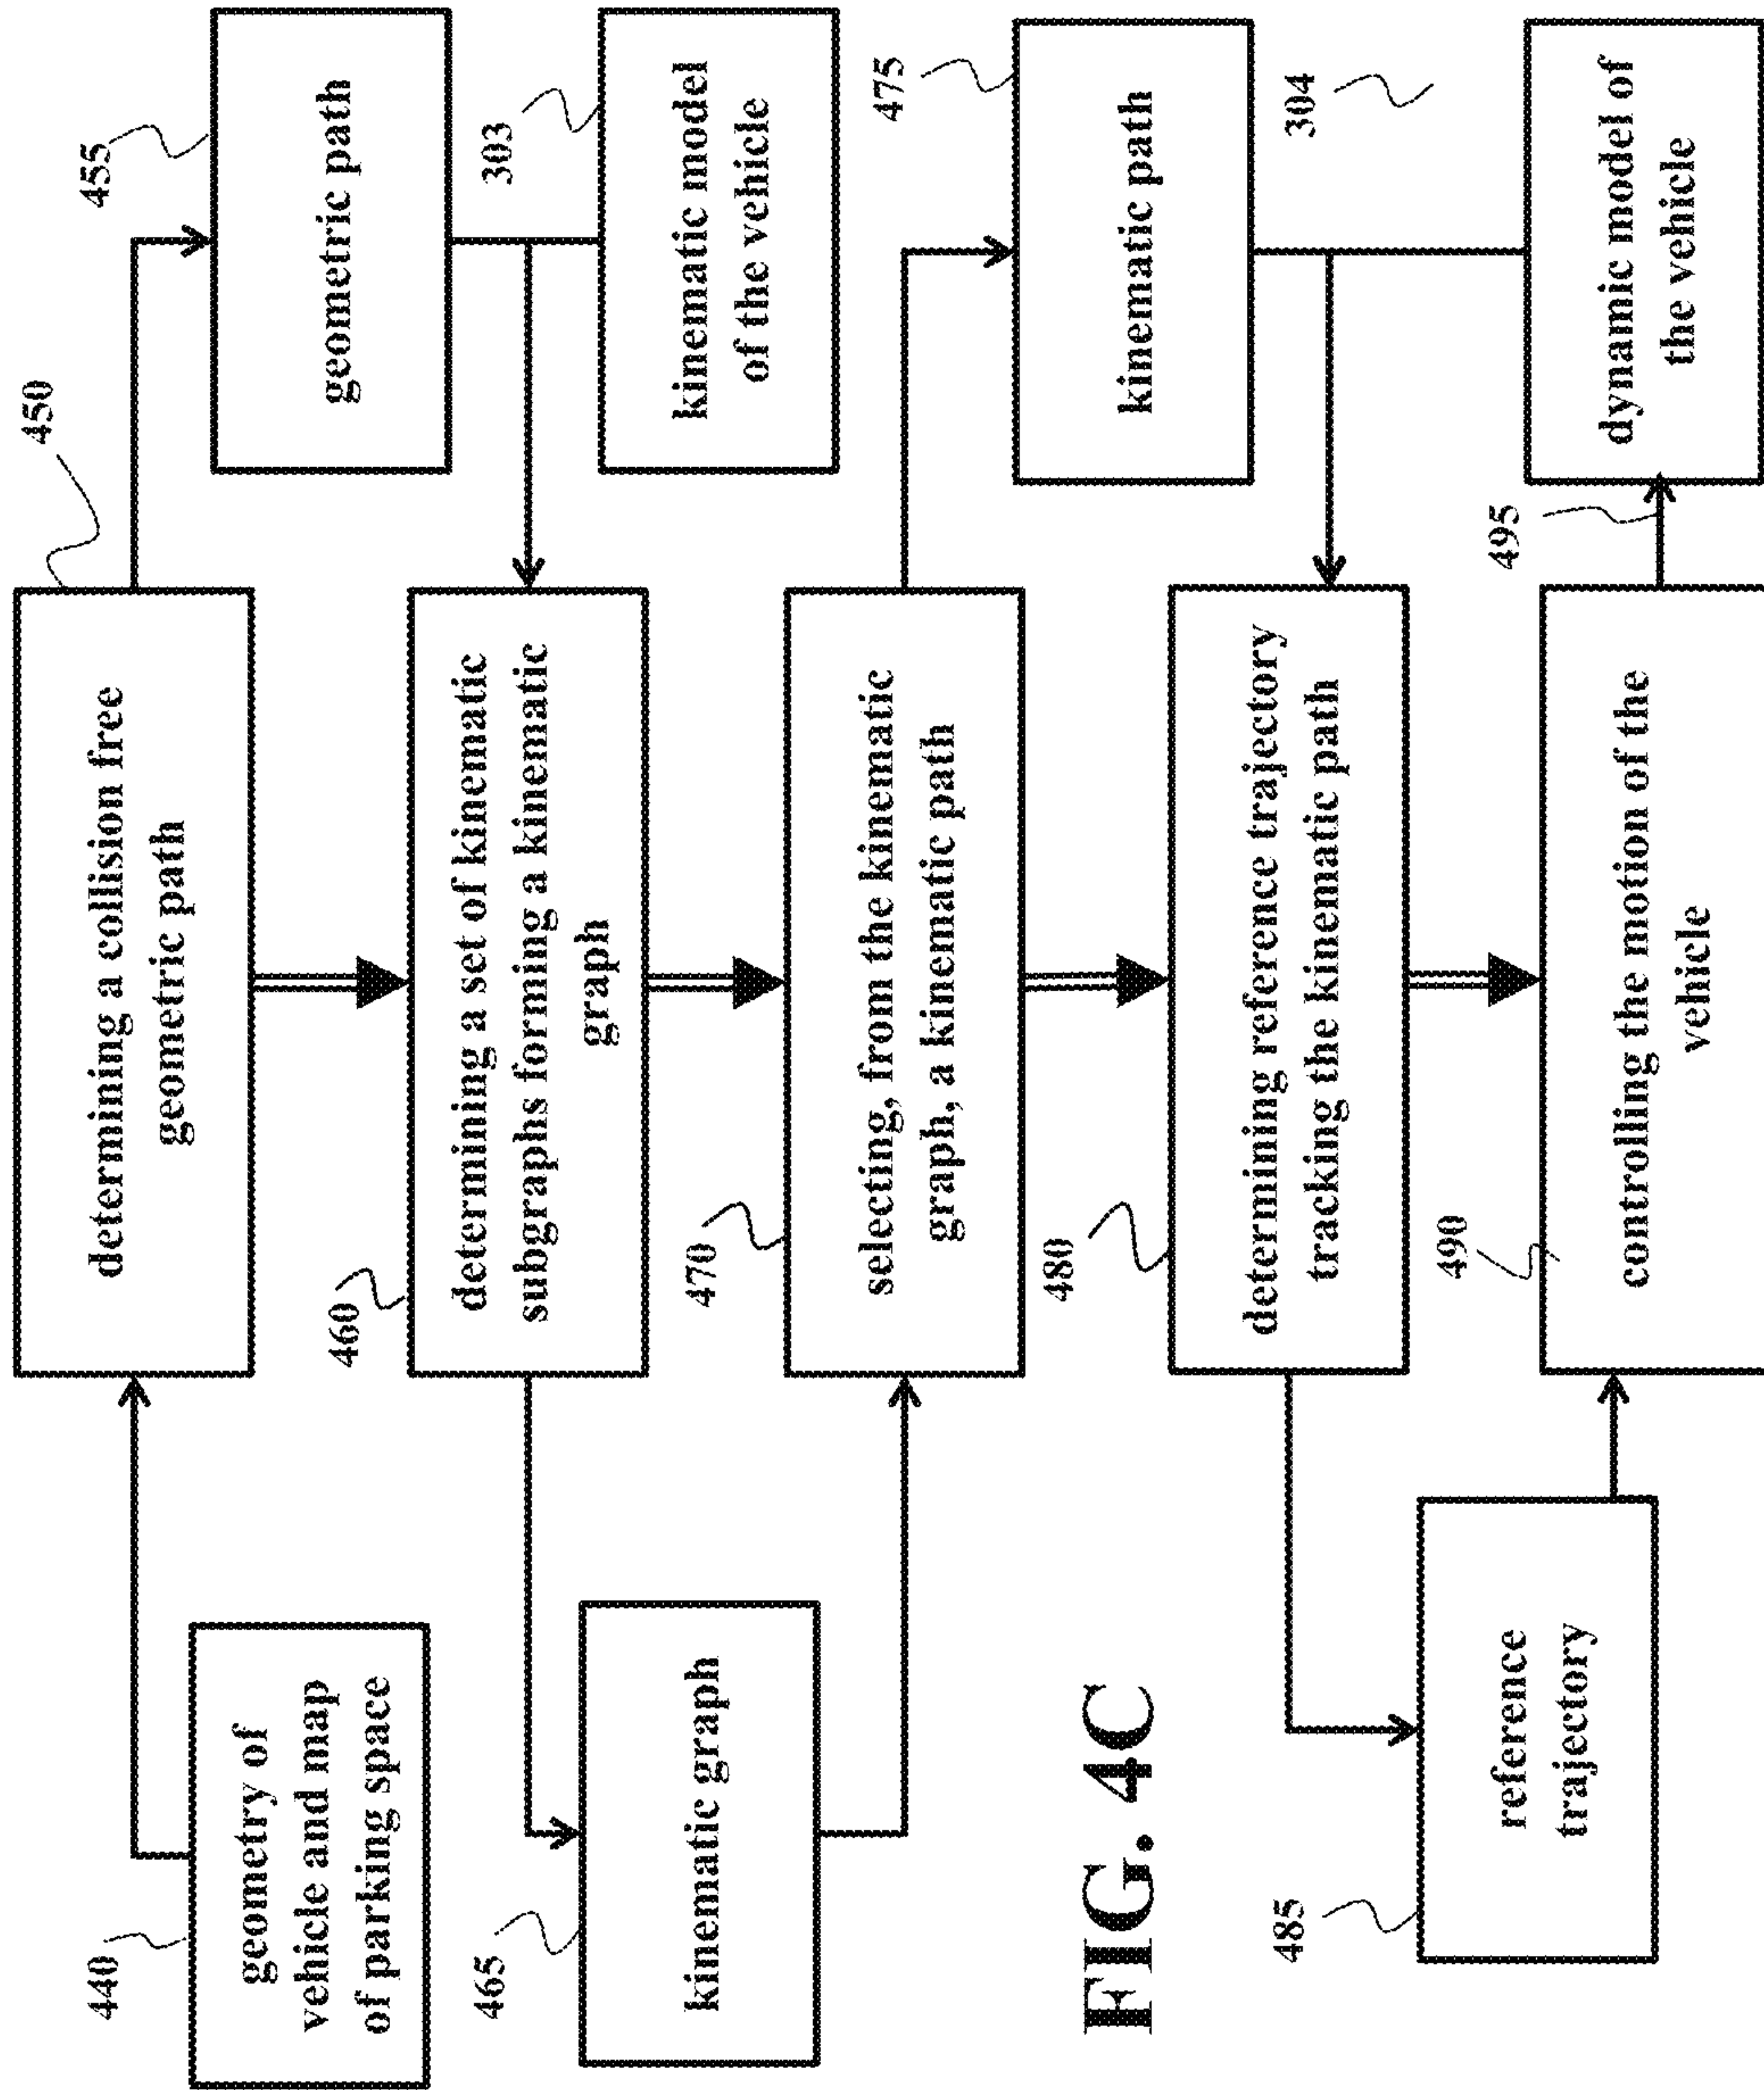 450
determining a collision free
geometric path
455
geometric path
440
geometry of
vehicle and map
of parking space
303
kinematic model
of the vehicle
460
determining a set of kinematic
subgraphs forming a kinematic
graph
465
kinematic graph
470
selecting, from the kinematic
graph, a kinematic path
475
kinematic path
480
determining reference trajectory
tracking the kinematic path
304
dynamic model of
the vehicle
485
reference
trajectory
490
controlling the motion of the
vehicle
495
FIG. 4C